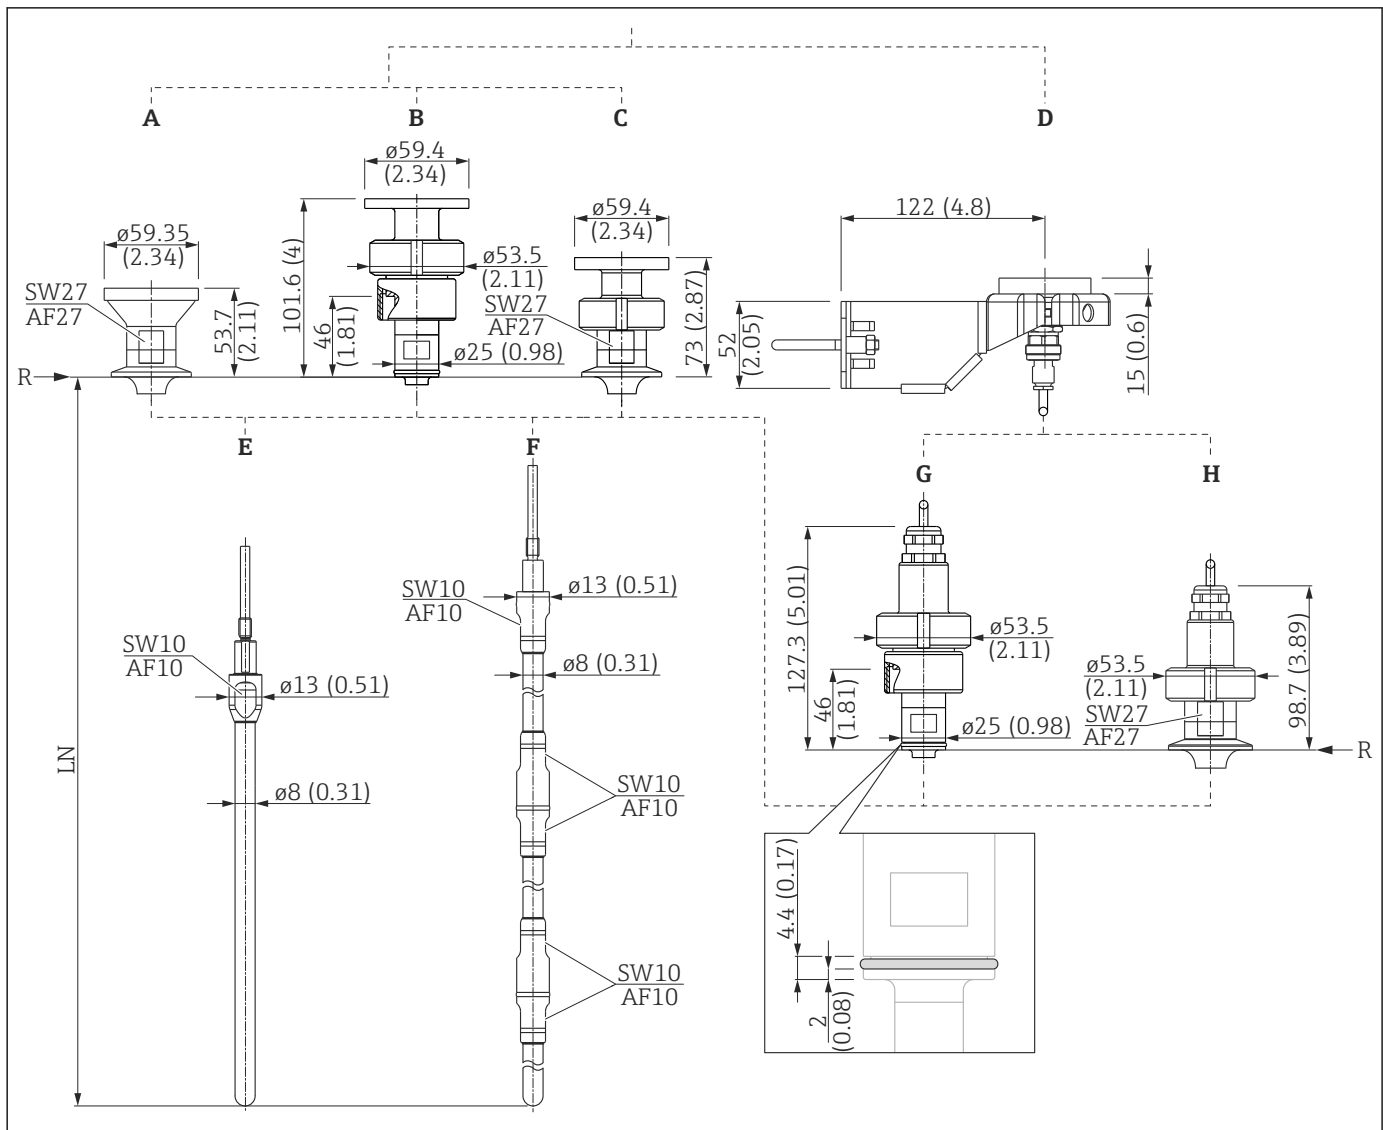 A
B
C
D
ø59.4
(2.34)
101.6 (4)
ø53.5
(2.11)
46
(1.81)
ø25 (0.98)
ø59.35
(2.34)
SW27
AF27
53.7
(2.11)
ø59.4
(2.34)
SW27
AF27
73 (2.87)
122 (4.8)
52
(2.05)
15 (0.6)
R
LN
E
F
G
H
SW10
AF10
ø13 (0.51)
ø8 (0.31)
SW10
AF10
ø13 (0.51)
ø8 (0.31)
SW10
AF10
SW10
AF10
127.3 (5.01)
ø53.5
(2.11)
46
(1.81)
ø25 (0.98)
ø53.5
(2.11)
SW27
AF27
98.7 (3.89)
R
4.4 (0.17)
2
(0.08)